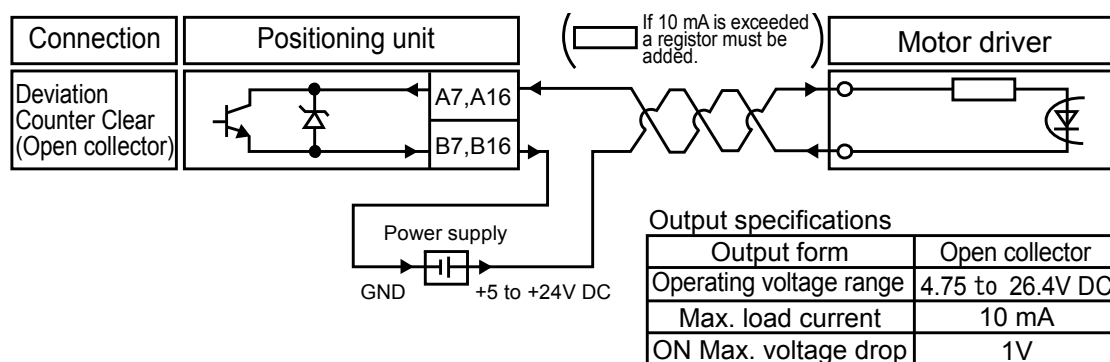 If 10 mA is exceeded
a registor must be
added.
Connection
Positioning unit
Motor driver
Deviation
Counter Clear
(Open collector)
A7,A16
B7,B16
Power supply
GND
+5 to +24V DC
Output specifications
Output form
Open collector
Operating voltage range
4.75 to 26.4V DC
Max. load current
10 mA
ON Max. voltage drop
1V